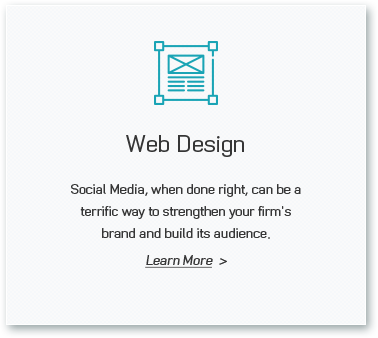 Web Design
Social Media, when done right, can be a
terrific way to strengthen your firm's
brand and build its audience.
Learn More >